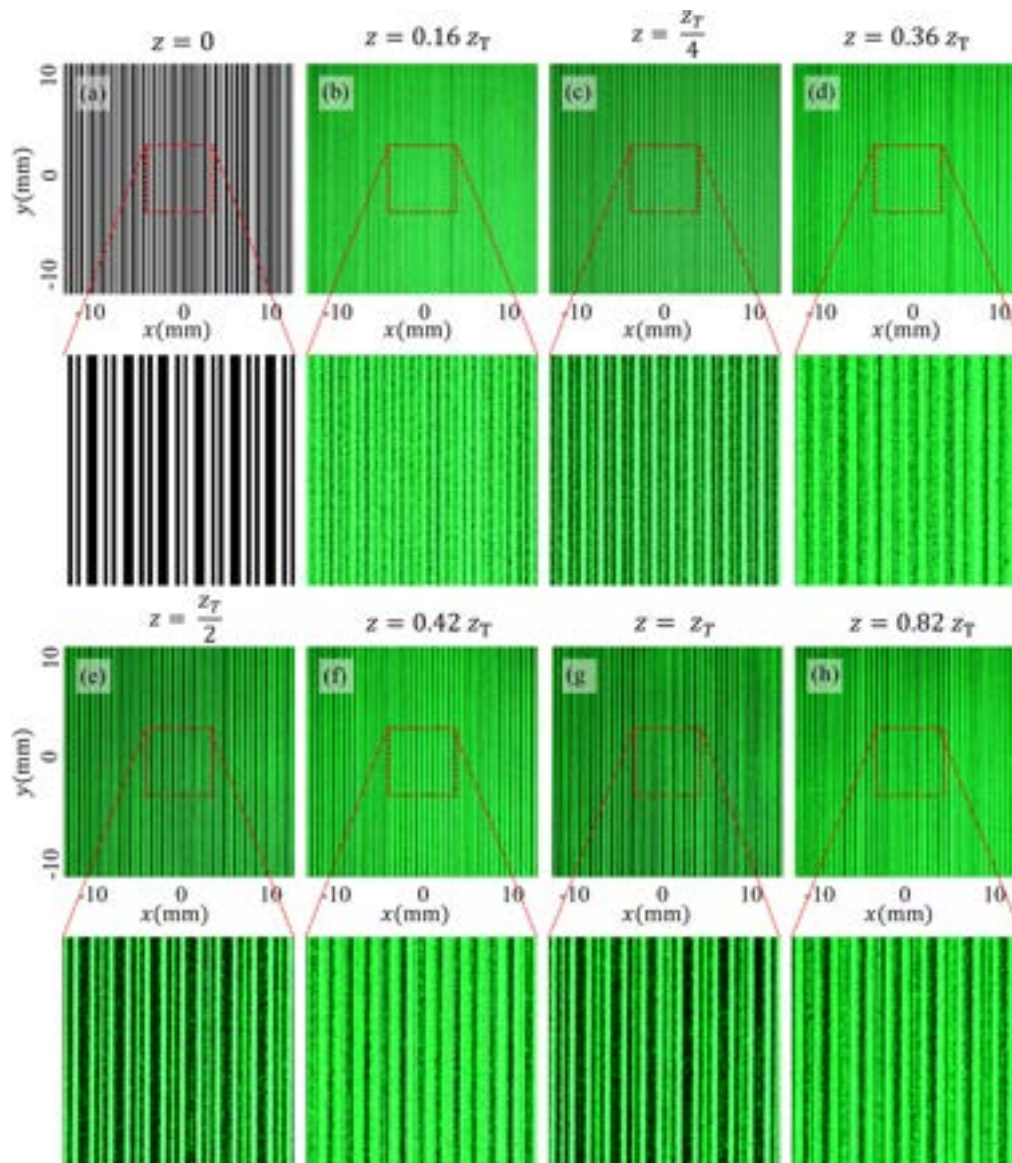 z = 0
z = 0.16 z_T
z = z_T/4
z = 0.36 z_T
(a)
(b)
(c)
(d)
10
0
-10
y(mm)
-10 0 10
x(mm)
-10 0 10
x(mm)
-10 0 10
x(mm)
-10 0 10
x(mm)
z = z_T/2
z = 0.42 z_T
z = z_T
z = 0.82 z_T
(e)
(f)
(g)
(h)
10
0
-10
y(mm)
-10 0 10
x(mm)
-10 0 10
x(mm)
-10 0 10
x(mm)
-10 0 10
x(mm)